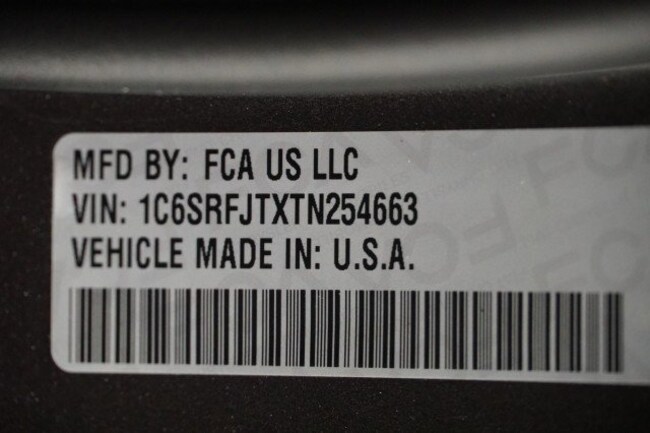 MFD BY: FCA US LLC
VIN: 1C6SRFJTXTN254663
VEHICLE MADE IN: U.S.A.